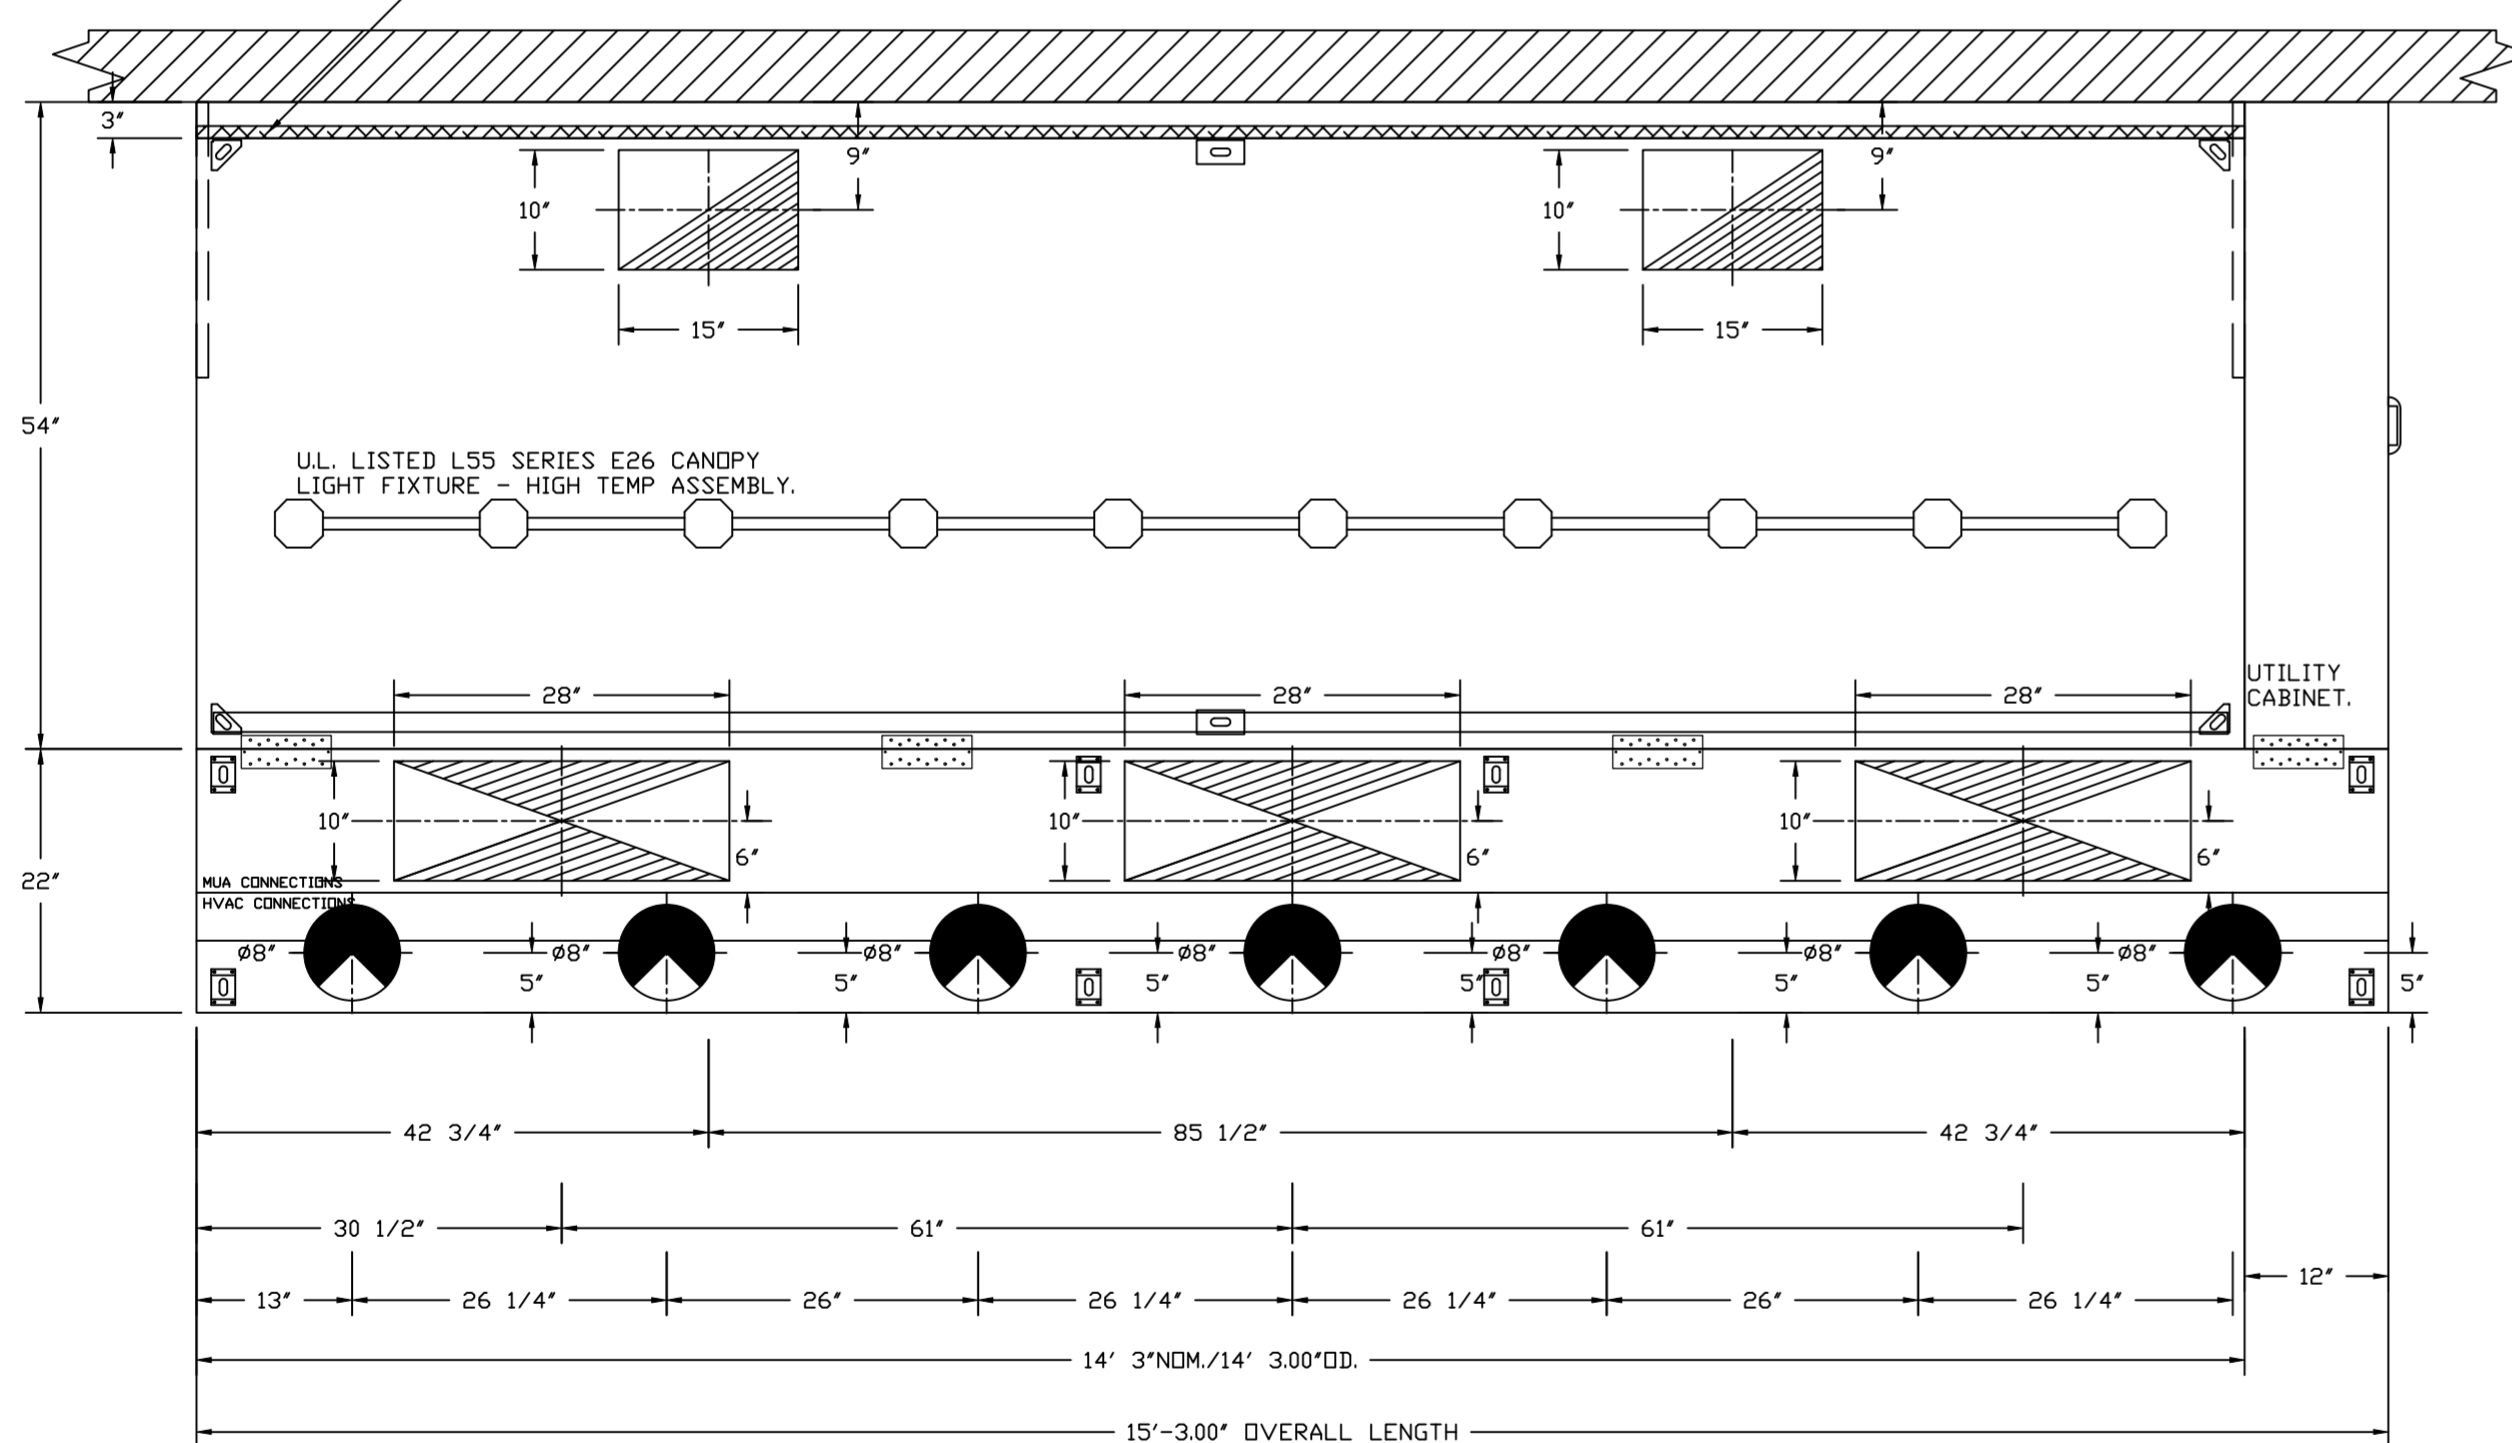 3″
9″
9″
10″
10″
15″
15″
54″
U.L. LISTED L55 SERIES E26 CANOPY
LIGHT FIXTURE - HIGH TEMP ASSEMBLY.
UTILITY
CABINET.
28″
28″
28″
10″
10″
10″
6″
6″
6″
22″
MUA CONNECTIONS
HVAC CONNECTIONS
ø8″
ø8″
ø8″
ø8″
ø8″
ø8″
ø8″
5″
5″
5″
5″
5″
5″
5″
42 3/4″
85 1/2″
42 3/4″
30 1/2″
61″
61″
12″
13″
26 1/4″
26″
26 1/4″
26 1/4″
26″
26 1/4″
14′ 3″NOM./14′ 3.00″OD.
15′-3.00″ OVERALL LENGTH